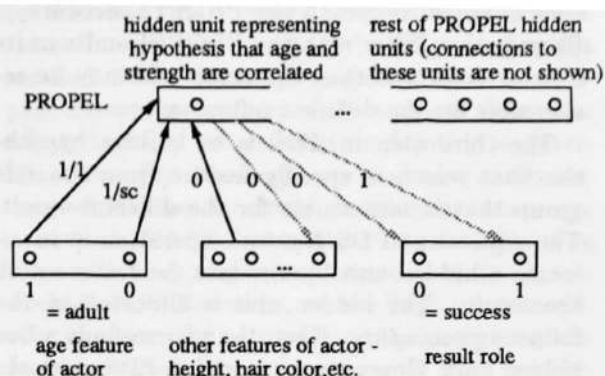 hidden unit representing
hypothesis that age and
strength are correlated
rest of PROPEL hidden
units (connections to
these units are not shown)
PROPEL
...
1/1
1/sc
0
0
0
1
...
1
0
0
1
= adult
= success
age feature
of actor
other features of actor -
height, hair color,etc.
result role